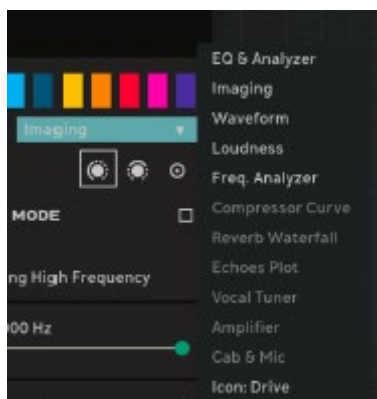 EQ & Analyzer
Imaging
Waveform
Imaging
Loudness
Freq. Analyzer
MODE
Compressor Curve
Reverb Waterfall
ng High Frequency
Echoes Plot
Vocal Tuner
000 Hz
Amplifier
Cab & Mic
Icon: Drive